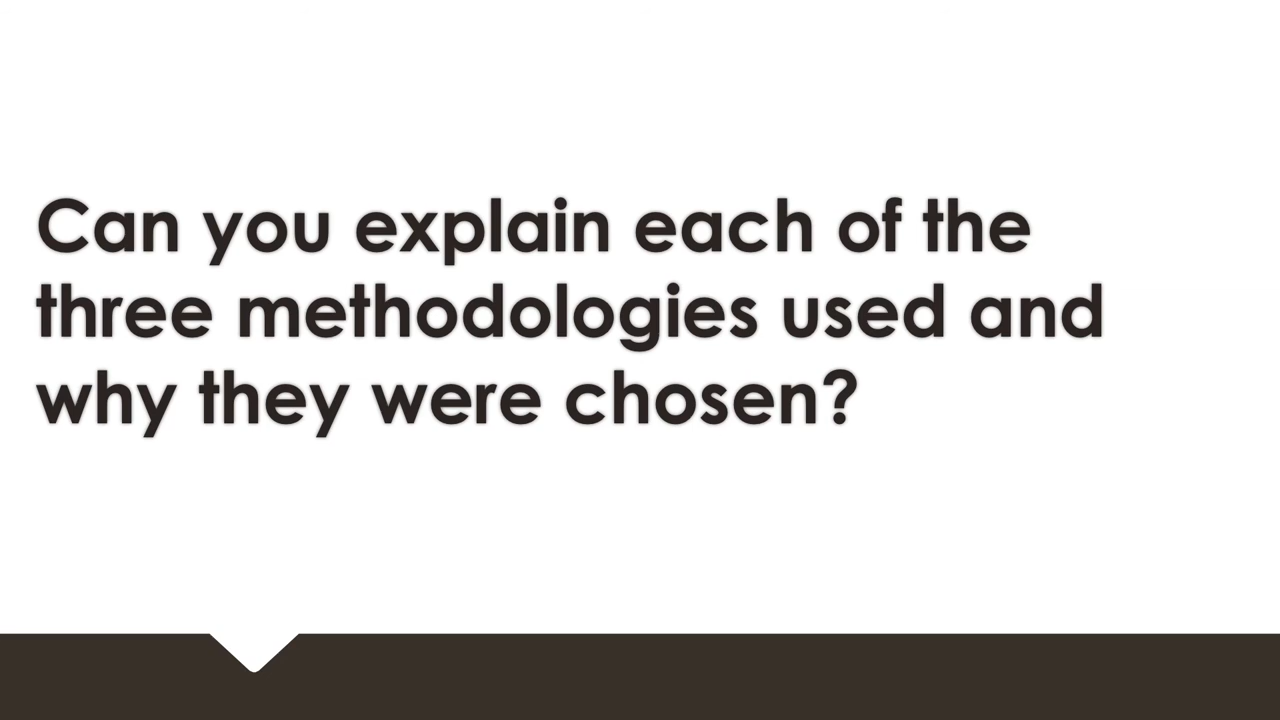 Can you explain each of the
three methodologies used and
why they were chosen?